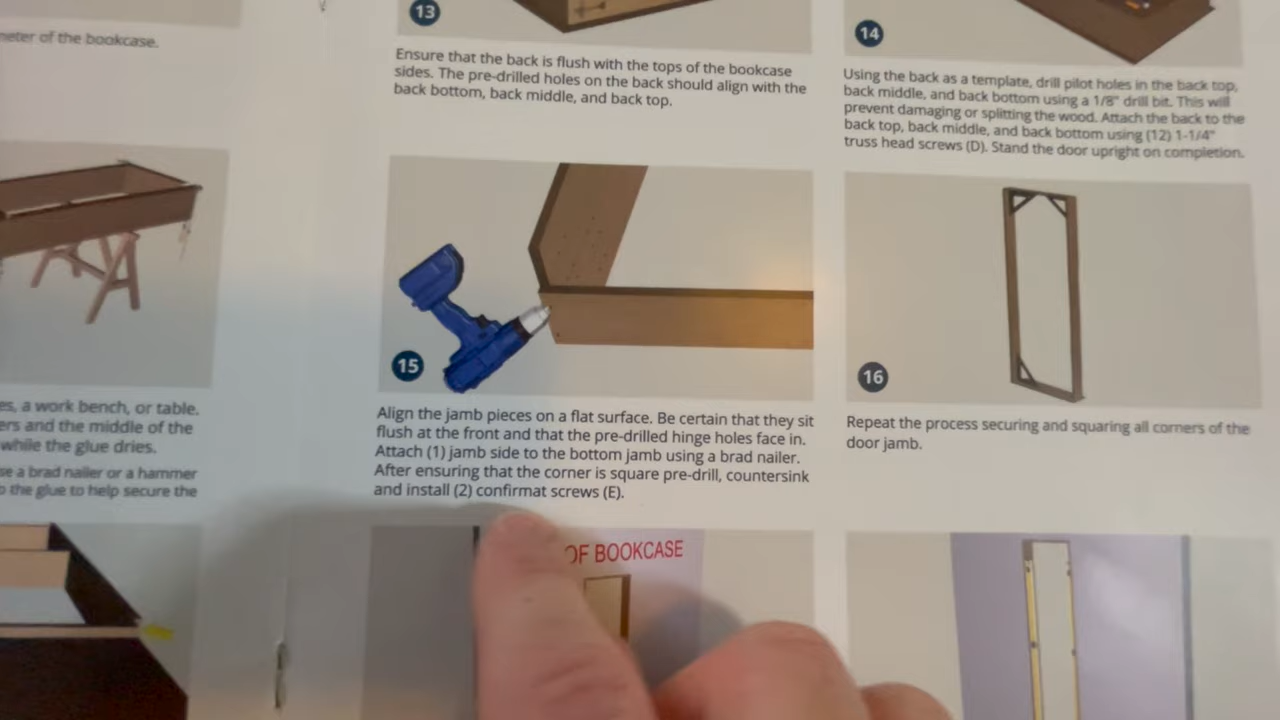 meter of the bookcase.
13
Ensure that the back is flush with the tops of the bookcase
sides. The pre-drilled holes on the back should align with the
back bottom, back middle, and back top.
14
Using the back as a template, drill pilot holes in the back top,
back middle, and back bottom using a 1/8" drill bit. This will
prevent damaging or splitting the wood. Attach the back to the
back top, back middle, and back bottom using (12) 1-1/4"
truss head screws (D). Stand the door upright on completion.
a work bench, or table.
and the middle of the
while the glue dries.
a brad nailer or a hammer
the glue to help secure the
15
Align the jamb pieces on a flat surface. Be certain that they sit
flush at the front and that the pre-drilled hinge holes face in.
Attach (1) jamb side to the bottom jamb using a brad nailer.
After ensuring that the corner is square pre-drill, countersink
and install (2) confirmat screws (E).
16
Repeat the process securing and squaring all corners of the
door jamb.
OF BOOKCASE